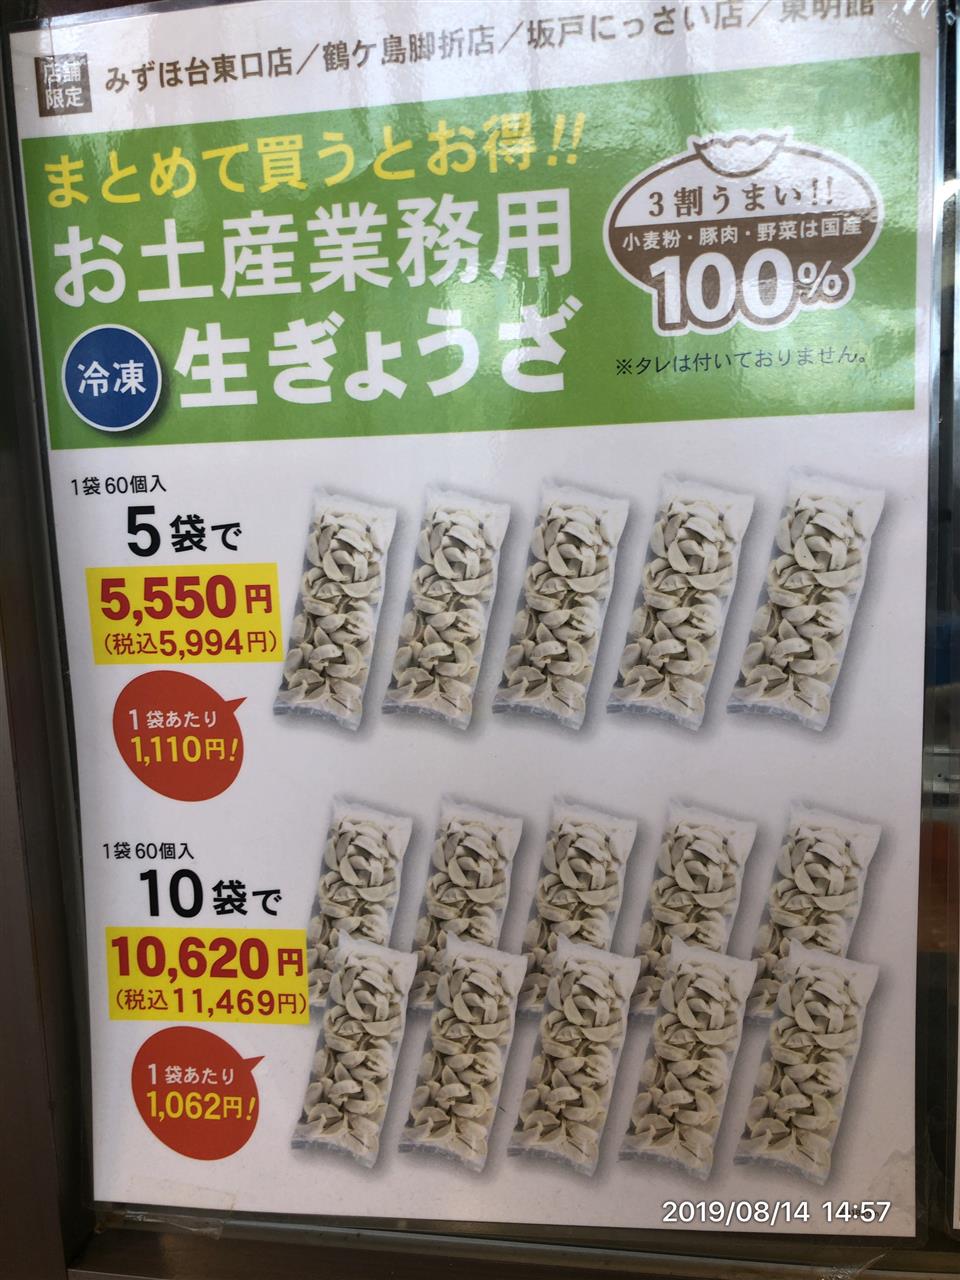 店舗
限定
みずほ台東口店／鶴ケ島脚折店／坂戸にっさい店／東明館
まとめて買うとお得!!
お土産業務用
冷凍
生ぎょうざ
3割うまい!!
小麦粉・豚肉・野菜は国産
100%
※タレは付いておりません。
1袋60個入
5袋で
5,550円
(税込5,994円)
1袋あたり
1,110円!
1袋60個入
10袋で
10,620円
(税込11,469円)
1袋あたり
1,062円!
2019/08/14 14:57